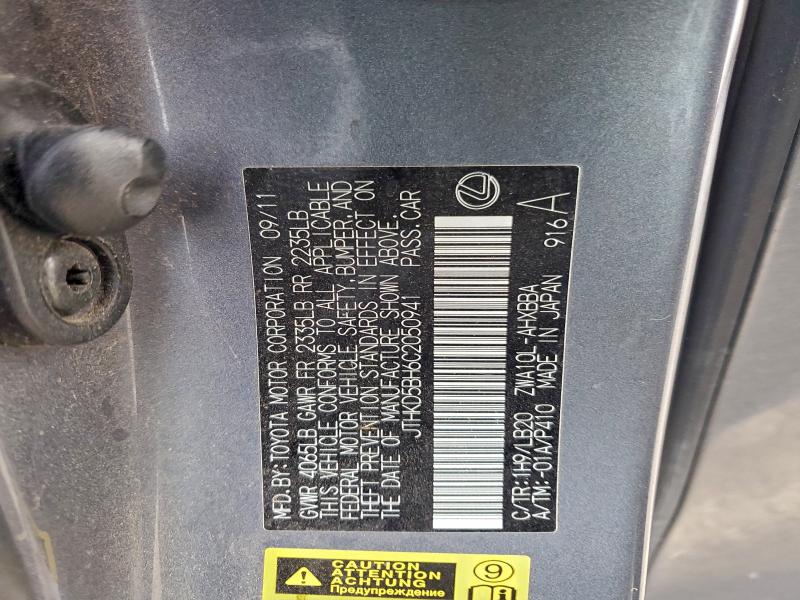 MFD. BY: TOYOTA MOTOR CORPORATION 09/11
GVWR 4065LB GAWR FR 2335LB RR 2235LB
THIS VEHICLE CONFORMS TO ALL APPLICABLE
FEDERAL MOTOR VEHICLE, SAFETY, BUMPER, AND
THEFT PREVENTION STANDARDS IN EFFECT ON
THE DATE OF MANUFACTURE SHOWN ABOVE.
JTHKD5BH6C2050941 PASS. CAR
C/TR: 1H9/LB20 ZWA10L-AHXBBA
A/TM: -01A/P410 MADE IN JAPAN 916 A
CAUTION
ATTENTION
ACHTUNG
Предупреждение
9